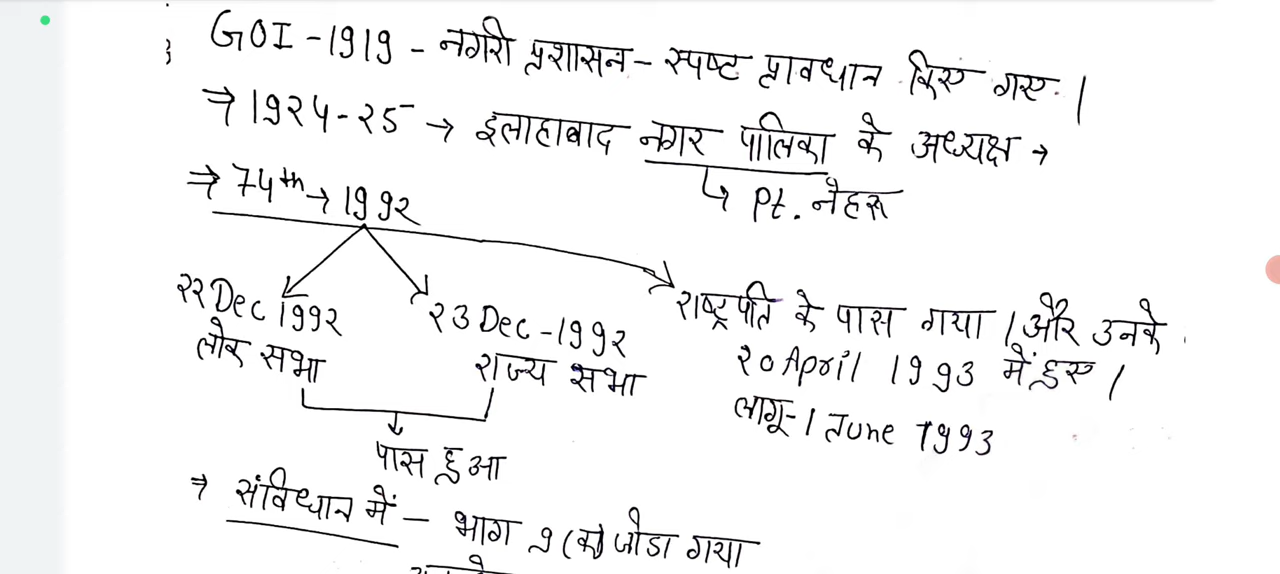 GOI - 1919 - नगरी प्रशासन - स्पष्ट प्रावधान किए गए।
⇒ 1924-25 → इलाहाबाद नगर पालिका के अध्यक्ष →
↳ Pt. नेहरू
⇒ 74th → 1992
22 Dec 1992
लोक सभा
23 Dec - 1992
राज्य सभा
पास हुआ
राष्ट्रपति के पास गया। और उनके
20 April 1993 में हुए।
लागू - 1 June 1993
⇒ संविधान में - भाग 9 (क) जोडा गया